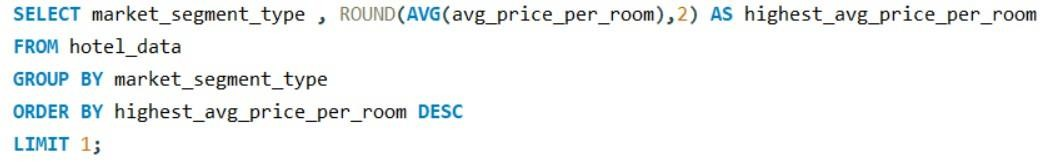 SELECT market_segment_type , ROUND(AVG(avg_price_per_room),2) AS highest_avg_price_per_room
FROM hotel_data
GROUP BY market_segment_type
ORDER BY highest_avg_price_per_room DESC
LIMIT 1;